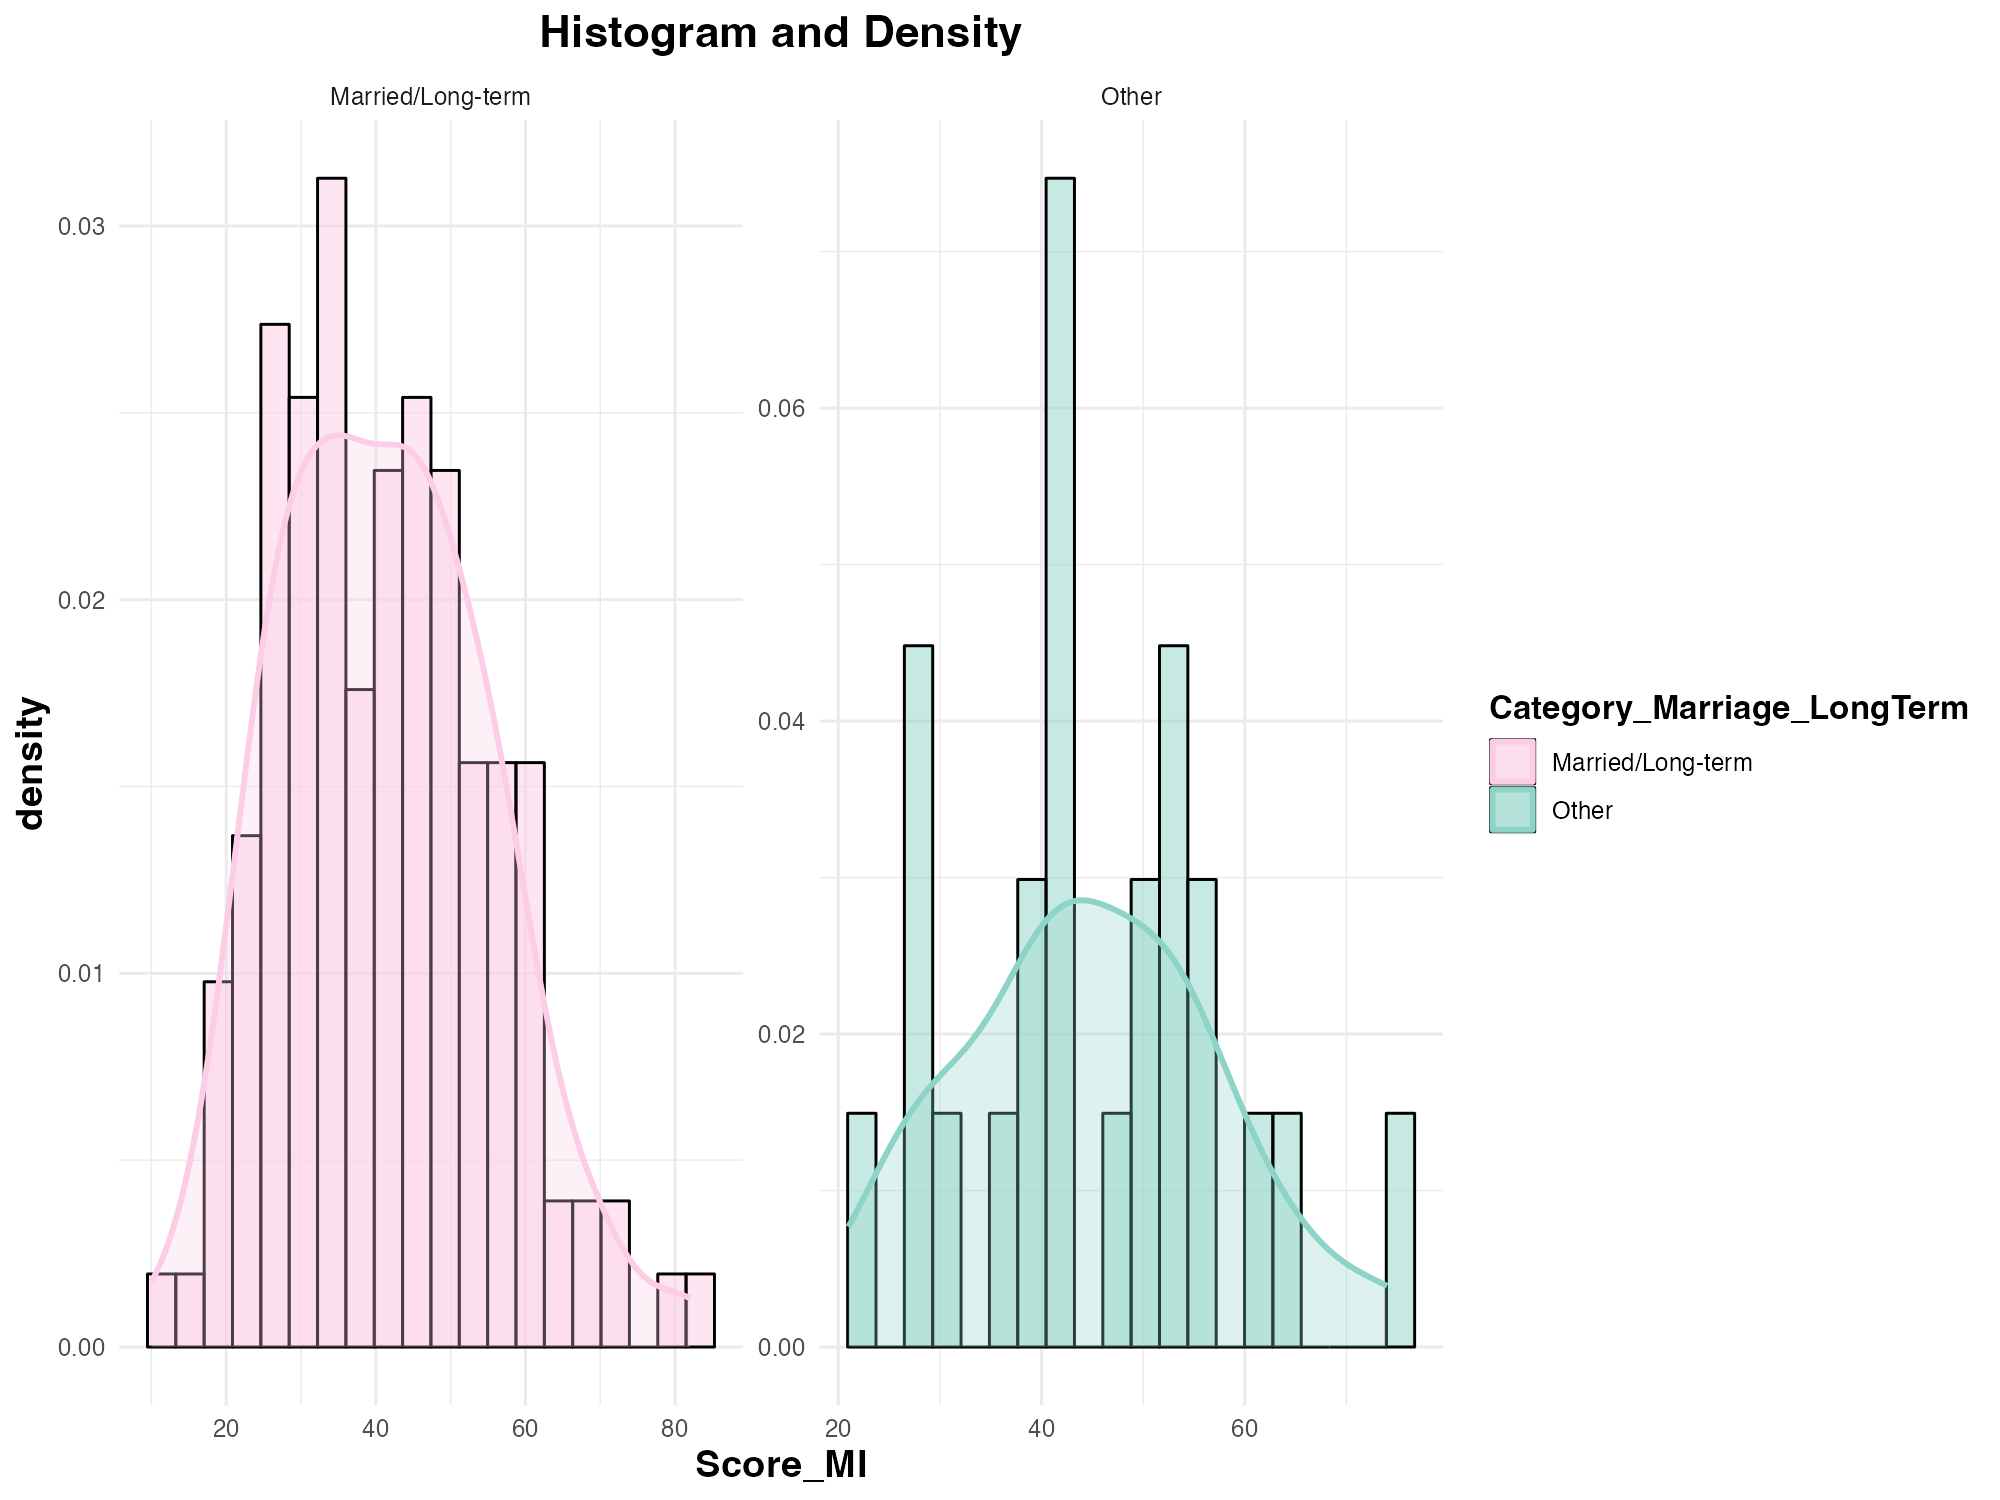 Histogram and Density
Married/Long-term
Other
0.03
0.02
0.01
0.00
0.06
0.04
0.02
0.00
20
40
60
80
20
40
60
density
Score_MI
Category_Marriage_LongTerm
Married/Long-term
Other